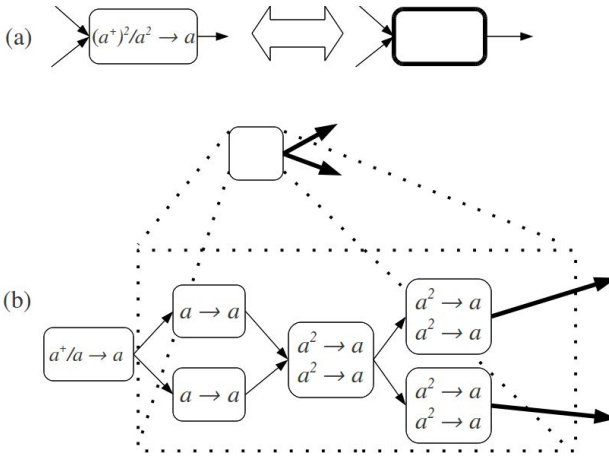 (a)
(a⁺)²/a² → a
(b)
a⁺/a → a
a → a
a → a
a² → a
a² → a
a² → a
a² → a
a² → a
a² → a